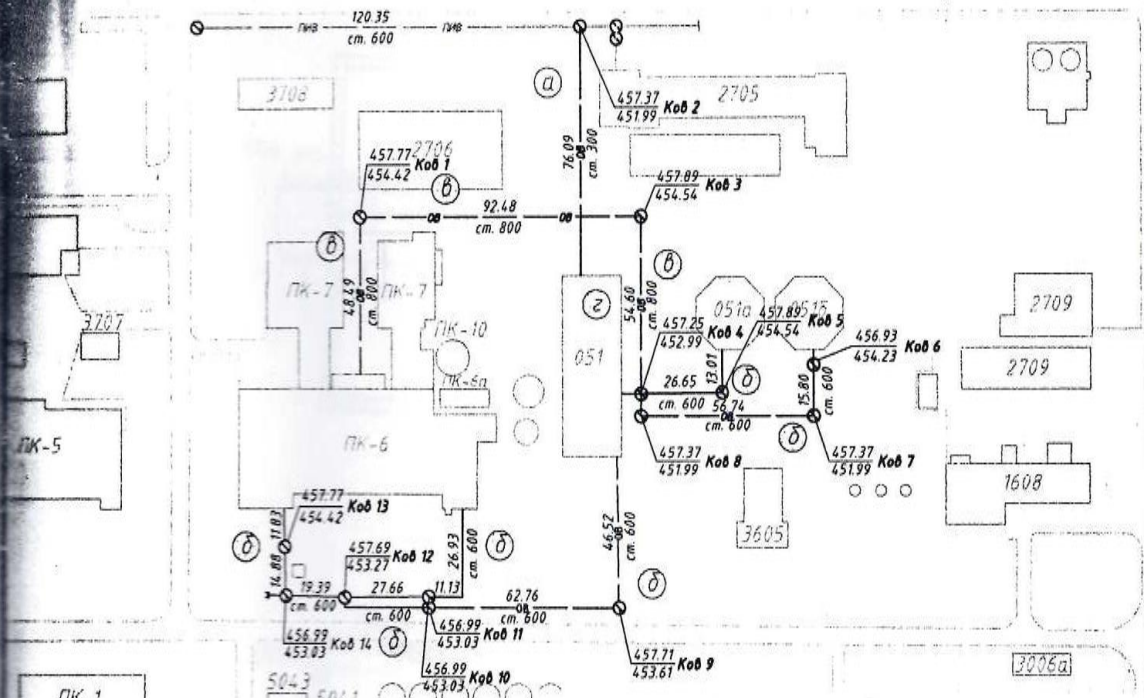 120.35
пнв
пнв
ст. 600
а
3708
2705
457.37
451.99
Ков 2
2706
457.77
454.42
Ков 1
в
76.09
ов
ст. 300
457.89
454.54
Ков 3
92.48
ов
ов
ст. 800
в
в
ПК-7
ПК-7
48.49
ов
ст. 800
г
54.60
ов
ст. 800
051а
051Б
457.89
454.54
Ков 5
2709
3707
ПК-10
051
457.25
452.99
Ков 4
456.93
454.23
Ков 6
2709
ПК-6п
13.01
б
26.65
ст. 600
15.80
ст. 600
56.74
ов
ст. 600
б
ПК-5
ПК-6
457.37
451.99
Ков 8
457.37
451.99
Ков 7
1608
457.77
454.42
Ков 13
11.83
б
26.93
ст. 600
б
46.52
ов
ст. 600
3605
457.69
453.27
Ков 12
14.88
19.39
ст. 600
27.66
ст. 600
11.13
62.76
ов
ст. 600
б
456.99
453.03
Ков 14
б
456.99
453.03
Ков 11
456.99
453.03
Ков 10
457.71
453.61
Ков 9
3006а
5043
5041
ПК-1